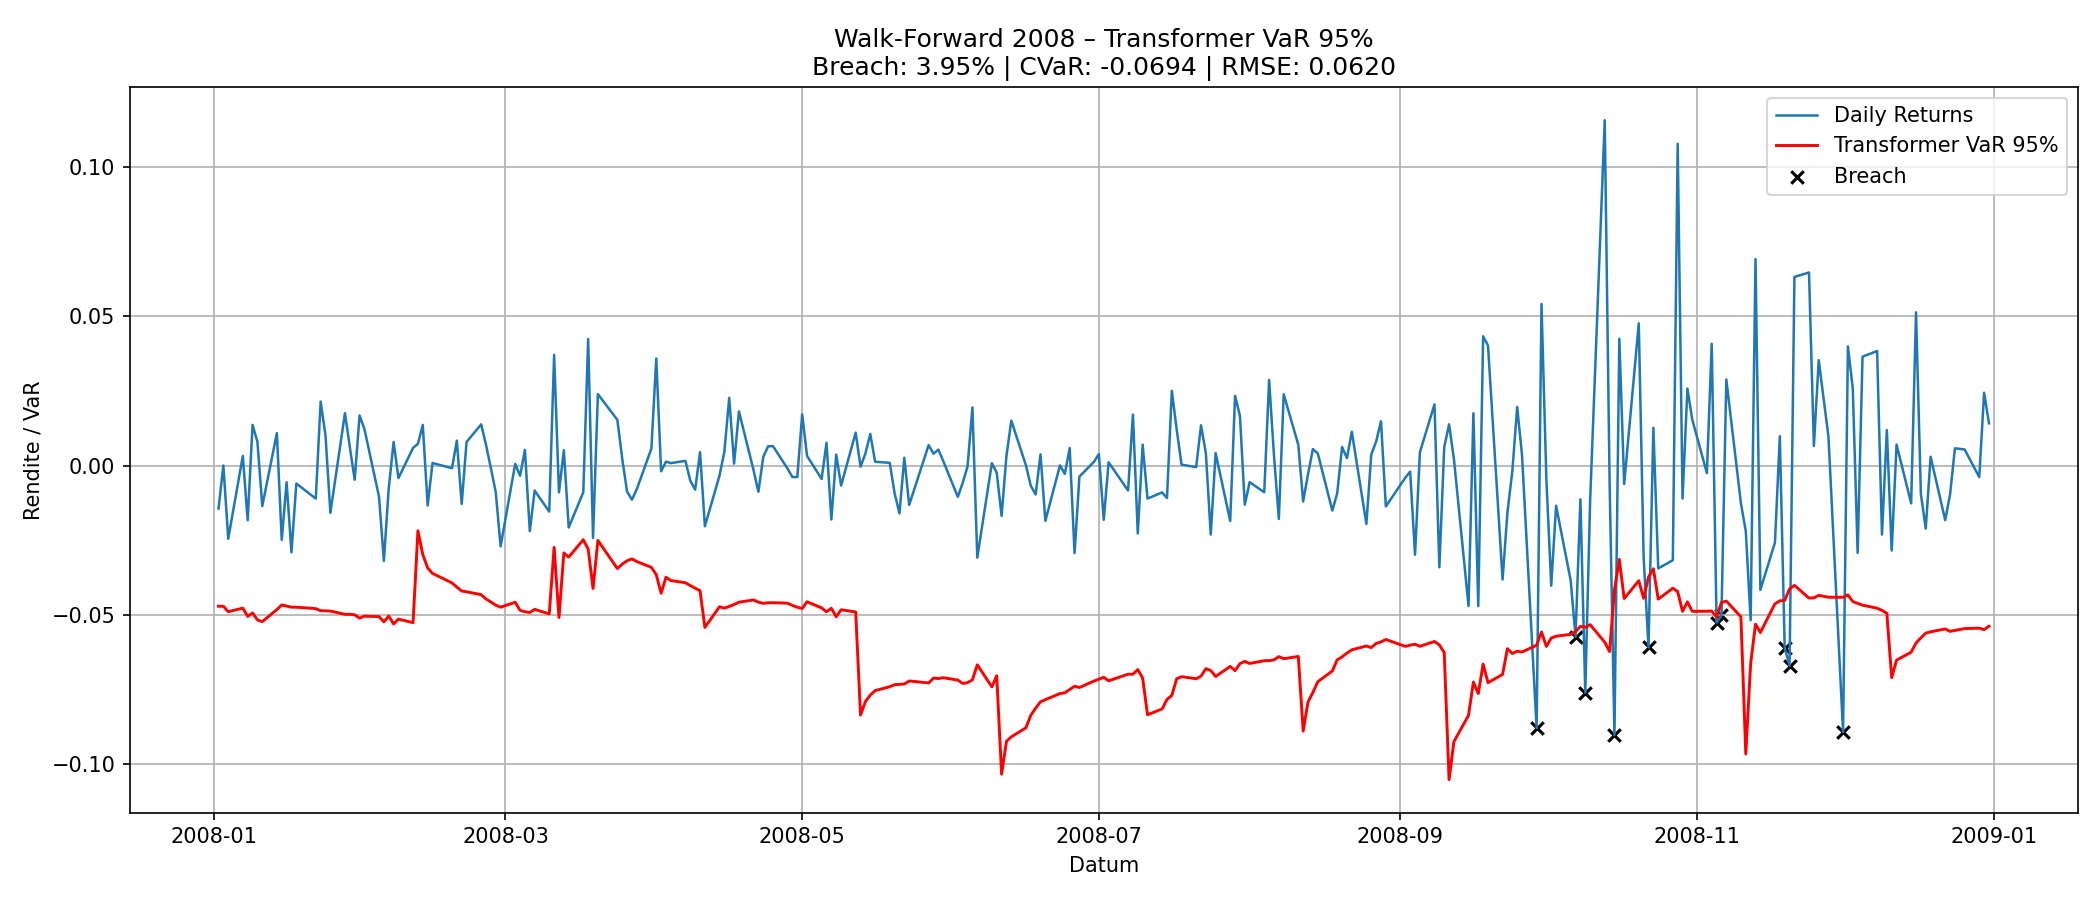 Walk-Forward 2008 – Transformer VaR 95%
Breach: 3.95% | CVaR: -0.0694 | RMSE: 0.0620
Daily Returns
Transformer VaR 95%
Breach
Rendite / VaR
0.10
0.05
0.00
−0.05
−0.10
2008-01
2008-03
2008-05
2008-07
2008-09
2008-11
2009-01
Datum